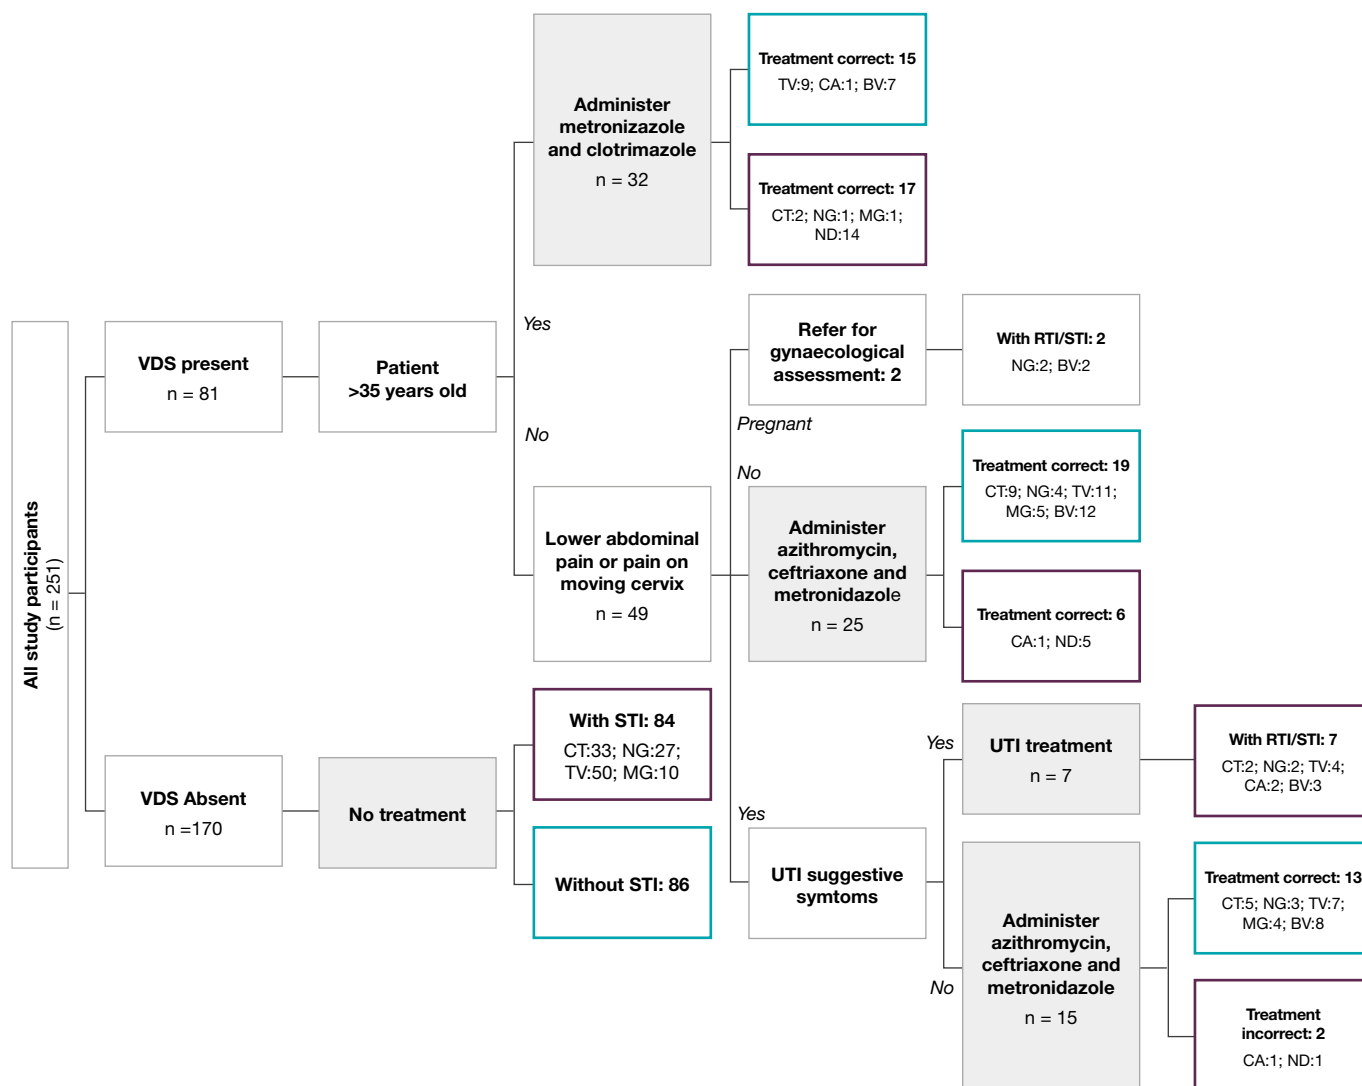 All study participants
(n = 251)
VDS present
n = 81
Patient
>35 years old
Yes
No
Administer
metronizazole
and clotrimazole
n = 32
Treatment correct: 15
TV:9; CA:1; BV:7
Treatment correct: 17
CT:2; NG:1; MG:1;
ND:14
Lower abdominal
pain or pain on
moving cervix
n = 49
Pregnant
No
Yes
Refer for
gynaecological
assessment: 2
With RTI/STI: 2
NG:2; BV:2
Administer
azithromycin,
ceftriaxone and
metronidazole
n = 25
Treatment correct: 19
CT:9; NG:4; TV:11;
MG:5; BV:12
Treatment correct: 6
CA:1; ND:5
UTI suggestive
symtoms
Yes
No
UTI treatment
n = 7
With RTI/STI: 7
CT:2; NG:2; TV:4;
CA:2; BV:3
Administer
azithromycin,
ceftriaxone and
metronidazole
n = 15
Treatment correct: 13
CT:5; NG:3; TV:7;
MG:4; BV:8
Treatment
incorrect: 2
CA:1; ND:1
VDS Absent
n =170
No treatment
With STI: 84
CT:33; NG:27;
TV:50; MG:10
Without STI: 86